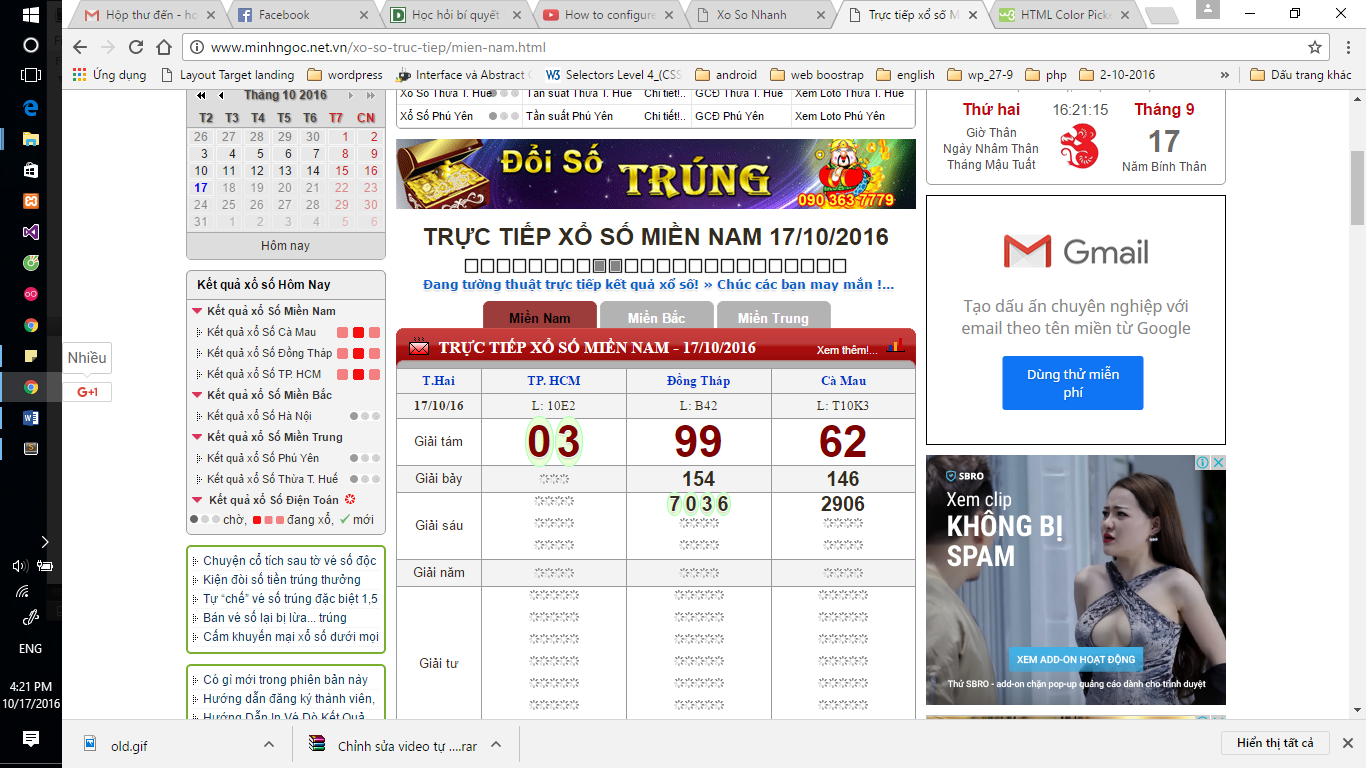 Hộp thư đến - ho
Facebook
Học hỏi bí quyết
How to configure
Xo So Nhanh
Trực tiếp xổ số M
HTML Color Picke
www.minhngoc.net.vn/xo-so-truc-tiep/mien-nam.html
Ứng dụng
Layout Target landing
wordpress
Interface và Abstract C
Selectors Level 4_(CSS
android
web boostrap
english
wp_27-9
php
2-10-2016
»
Dấu trang khác
Tháng 10 2016
T2 T3 T4 T5 T6 T7 CN
26 27 28 29 30 1 2
3 4 5 6 7 8 9
10 11 12 13 14 15 16
17 18 19 20 21 22 23
24 25 26 27 28 29 30
31 1 2 3 4 5 6
Hôm nay
Kết quả xổ số Hôm Nay
Kết quả xổ Số Miền Nam
Kết quả xổ Số Cà Mau
Kết quả xổ Số Đồng Tháp
Kết quả xổ Số TP. HCM
Kết quả xổ Số Miền Bắc
Kết quả xổ Số Hà Nội
Kết quả xổ Số Miền Trung
Kết quả xổ Số Phú Yên
Kết quả xổ Số Thừa T. Huế
Kết quả xổ Số Điện Toán
chờ, đang xổ, mới
Chuyện cổ tích sau tờ vé số độc
Kiện đòi số tiền trúng thưởng
Tự “chế” vé số trúng đặc biệt 1,5
Bán vé số lại bị lừa... trúng
Cấm khuyến mại xổ số dưới mọi
Có gì mới trong phiên bản này
Hướng dẫn đăng ký thành viên,
Hướng Dẫn In Vé Dò Kết Quả
Xổ Số Thừa T. Huế Tần suất Thừa T. Huế Chi tiết!.. GCĐ Thừa T. Huế Xem Loto Thừa T. Huế
Xổ Số Phú Yên Tần suất Phú Yên Chi tiết!.. GCĐ Phú Yên Xem Loto Phú Yên
Đổi Số
TRÚNG
090 363 7779
TRỰC TIẾP XỔ SỐ MIỀN NAM 17/10/2016
Đang tường thuật trực tiếp kết quả xổ số! » Chúc các bạn may mắn !...
Miền Nam Miền Bắc Miền Trung
TRỰC TIẾP XỔ SỐ MIỀN NAM - 17/10/2016
Xem thêm!...
T.Hai TP. HCM Đồng Tháp Cà Mau
17/10/16 L: 10E2 L: B42 L: T10K3
Giải tám 03 99 62
Giải bảy 154 146
7036 2906
Giải sáu
Giải năm
Giải tư
Thứ hai 16:21:15 Tháng 9
Giờ Thân
Ngày Nhâm Thân
Tháng Mậu Tuất
17
Năm Bính Thân
Gmail
Tạo dấu ấn chuyên nghiệp với
email theo tên miền từ Google
Dùng thử miễn
phí
SBRO
Xem clip
KHÔNG BỊ
SPAM
XEM ADD-ON HOẠT ĐỘNG
Thử SBRO - add-on chặn pop-up quảng cáo dành cho trình duyệt
Nhiều
G+1
ENG
4:21 PM
10/17/2016
old.gif
Chỉnh sửa video tự ....rar
Hiển thị tất cả